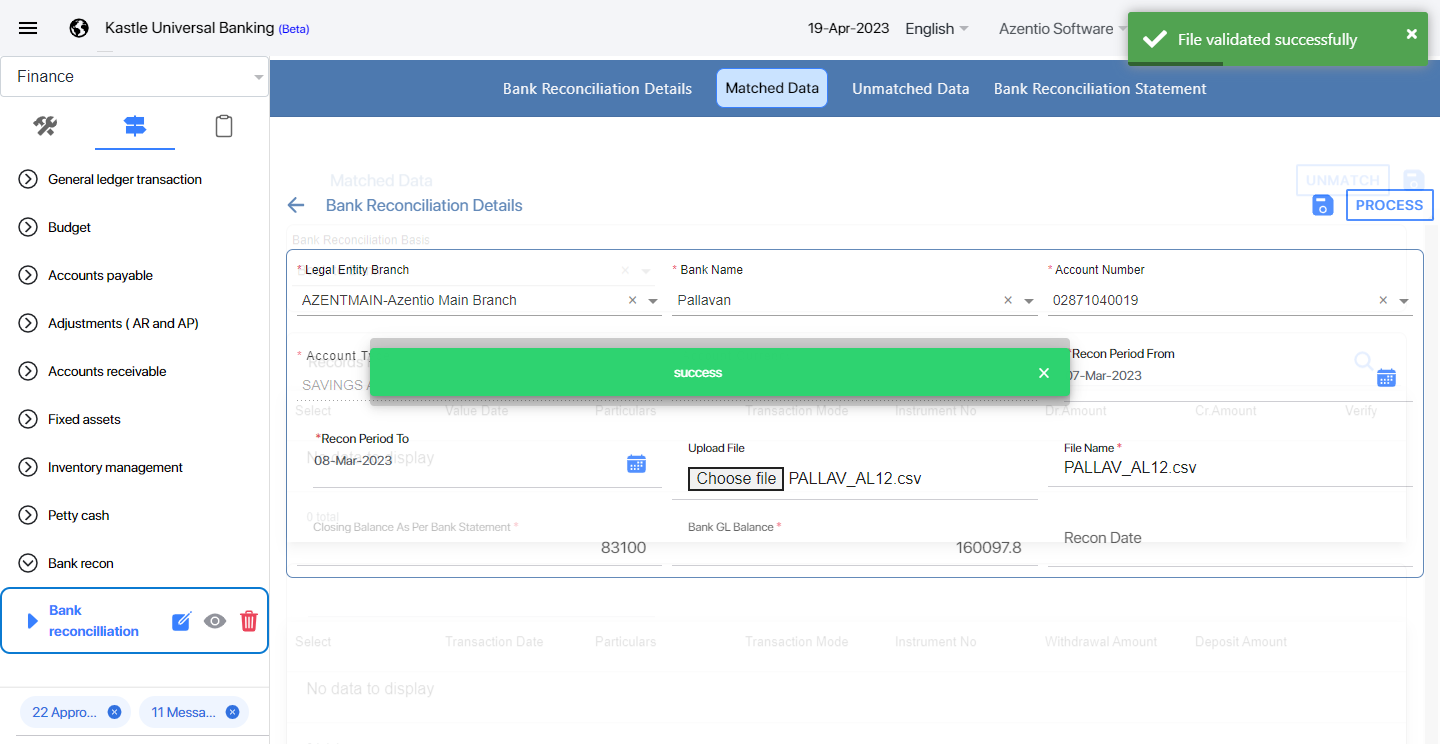 Kastle Universal Banking (Beta)
19-Apr-2023
English
Azentio Software
File validated successfully
Finance
Bank Reconciliation Details
Matched Data
Unmatched Data
Bank Reconciliation Statement
General ledger transaction
Budget
Accounts payable
Adjustments ( AR and AP)
Accounts receivable
Fixed assets
Inventory management
Petty cash
Bank recon
Bank
reconcilliation
22 Appro...
11 Messa...
Matched Data
UNMATCH
Bank Reconciliation Details
PROCESS
Bank Reconciliation Basis
* Legal Entity Branch
* Bank Name
* Account Number
AZENTMAIN-Azentio Main Branch
Pallavan
02871040019
* Account T
success
*Recon Period From
Records
SAVINGS A
07-Mar-2023
Select
Value Date
Particulars
Transaction Mode
Instrument No
Dr.Amount
Cr.Amount
Verify
*Recon Period To
Upload File
File Name *
No data to display
08-Mar-2023
Choose file PALLAV_AL12.csv
PALLAV_AL12.csv
0 total
Closing Balance As Per Bank Statement *
Bank GL Balance *
Recon Date
83100
160097.8
Select
Transaction Date
Particulars
Transaction Mode
Instrument No
Withdrawal Amount
Deposit Amount
No data to display